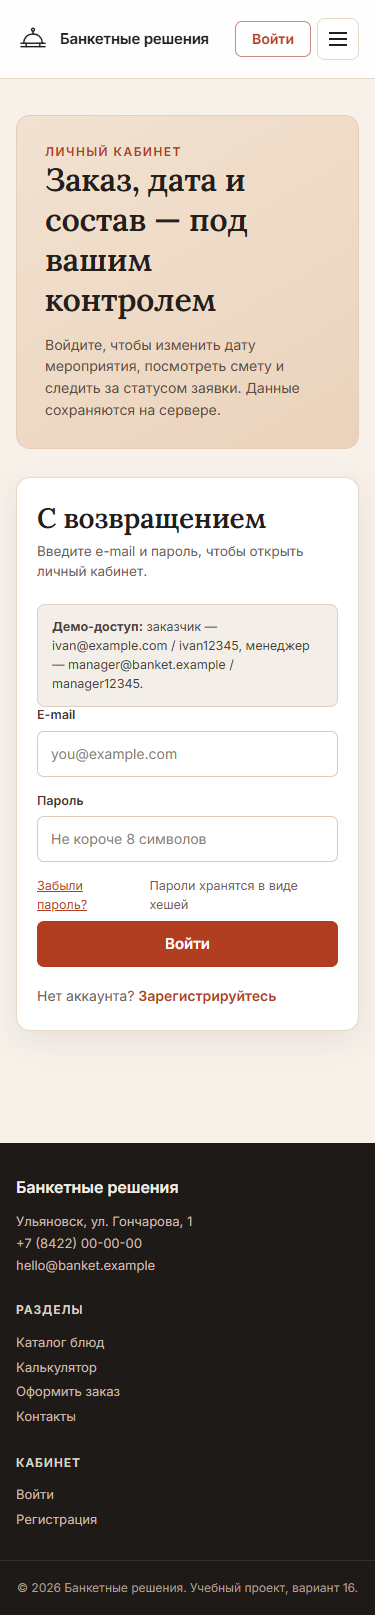 Банкетные решения
Войти
ЛИЧНЫЙ КАБИНЕТ
Заказ, дата и
состав — под
вашим
контролем
Войдите, чтобы изменить дату
мероприятия, посмотреть смету и
следить за статусом заявки. Данные
сохраняются на сервере.
С возвращением
Введите e-mail и пароль, чтобы открыть
личный кабинет.
Демо-доступ: заказчик —
ivan@example.com / ivan12345, менеджер
— manager@banket.example /
manager12345.
E-mail
you@example.com
Пароль
Не короче 8 символов
Забыли
пароль?
Пароли хранятся в виде
хешей
Войти
Нет аккаунта? Зарегистрируйтесь
Банкетные решения
Ульяновск, ул. Гончарова, 1
+7 (8422) 00-00-00
hello@banket.example
РАЗДЕЛЫ
Каталог блюд
Калькулятор
Оформить заказ
Контакты
КАБИНЕТ
Войти
Регистрация
© 2026 Банкетные решения. Учебный проект, вариант 16.